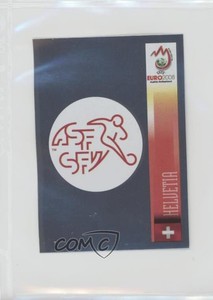 EURO2008
ASF
SFV
HELVETIA
COMC